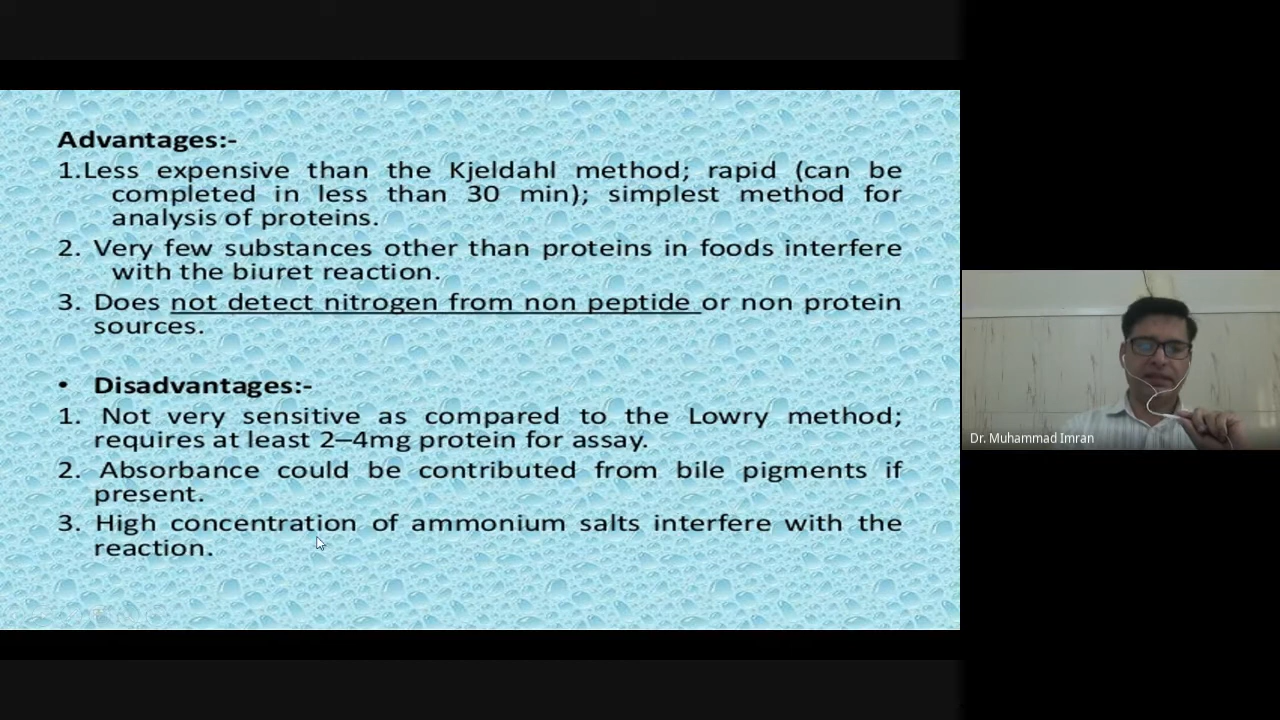 Advantages:-
1.Less expensive than the Kjeldahl method; rapid (can be
completed in less than 30 min); simplest method for
analysis of proteins.
2. Very few substances other than proteins in foods interfere
with the biuret reaction.
3. Does not detect nitrogen from non peptide or non protein
sources.
• Disadvantages:-
1. Not very sensitive as compared to the Lowry method;
requires at least 2–4mg protein for assay.
2. Absorbance could be contributed from bile pigments if
present.
3. High concentration of ammonium salts interfere with the
reaction.
Dr. Muhammad Imran